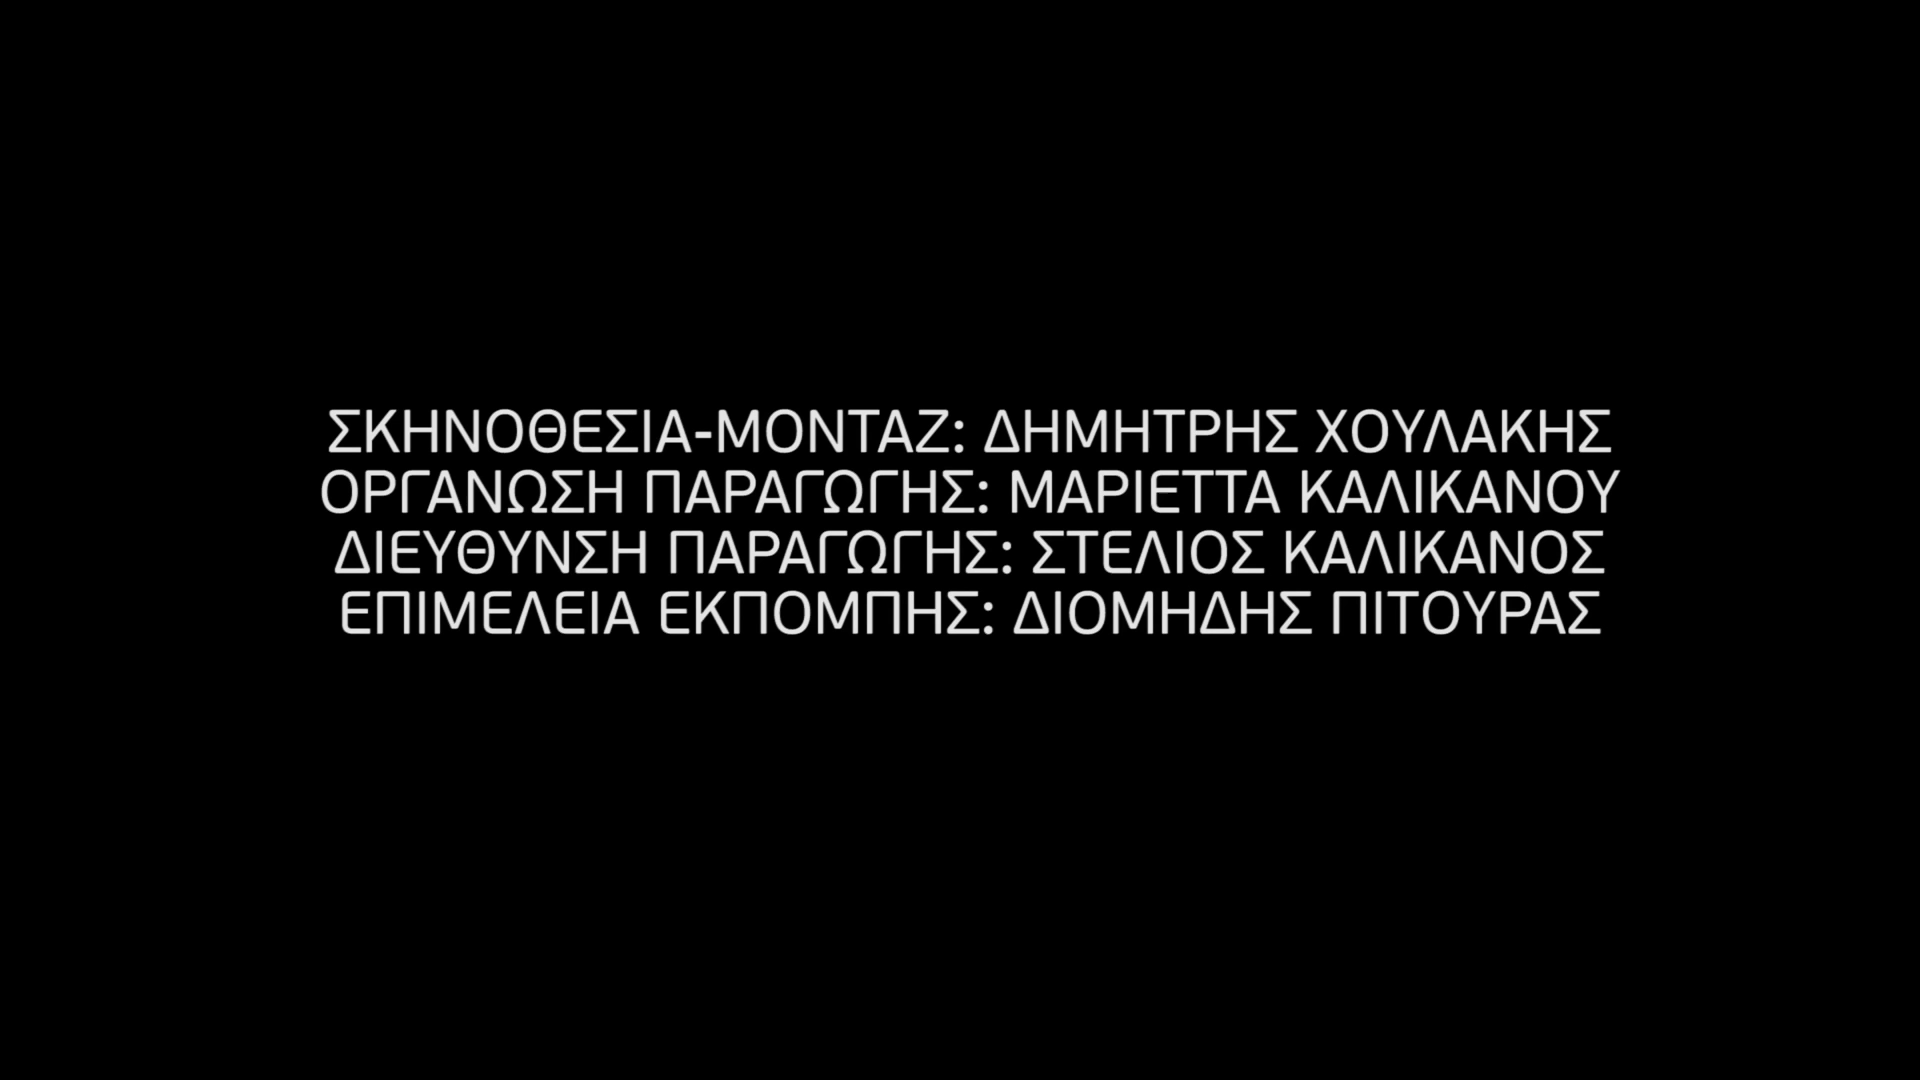 ΣΚΗΝΟΘΕΣΙΑ-ΜΟΝΤΑΖ: ΔΗΜΗΤΡΗΣ ΧΟΥΛΑΚΗΣ
ΟΡΓΑΝΩΣΗ ΠΑΡΑΓΩΓΗΣ: ΜΑΡΙΕΤΤΑ ΚΑΛΙΚΑΝΟΥ
ΔΙΕΥΘΥΝΣΗ ΠΑΡΑΓΩΓΗΣ: ΣΤΕΛΙΟΣ ΚΑΛΙΚΑΝΟΣ
ΕΠΙΜΕΛΕΙΑ ΕΚΠΟΜΠΗΣ: ΔΙΟΜΗΔΗΣ ΠΙΤΟΥΡΑΣ